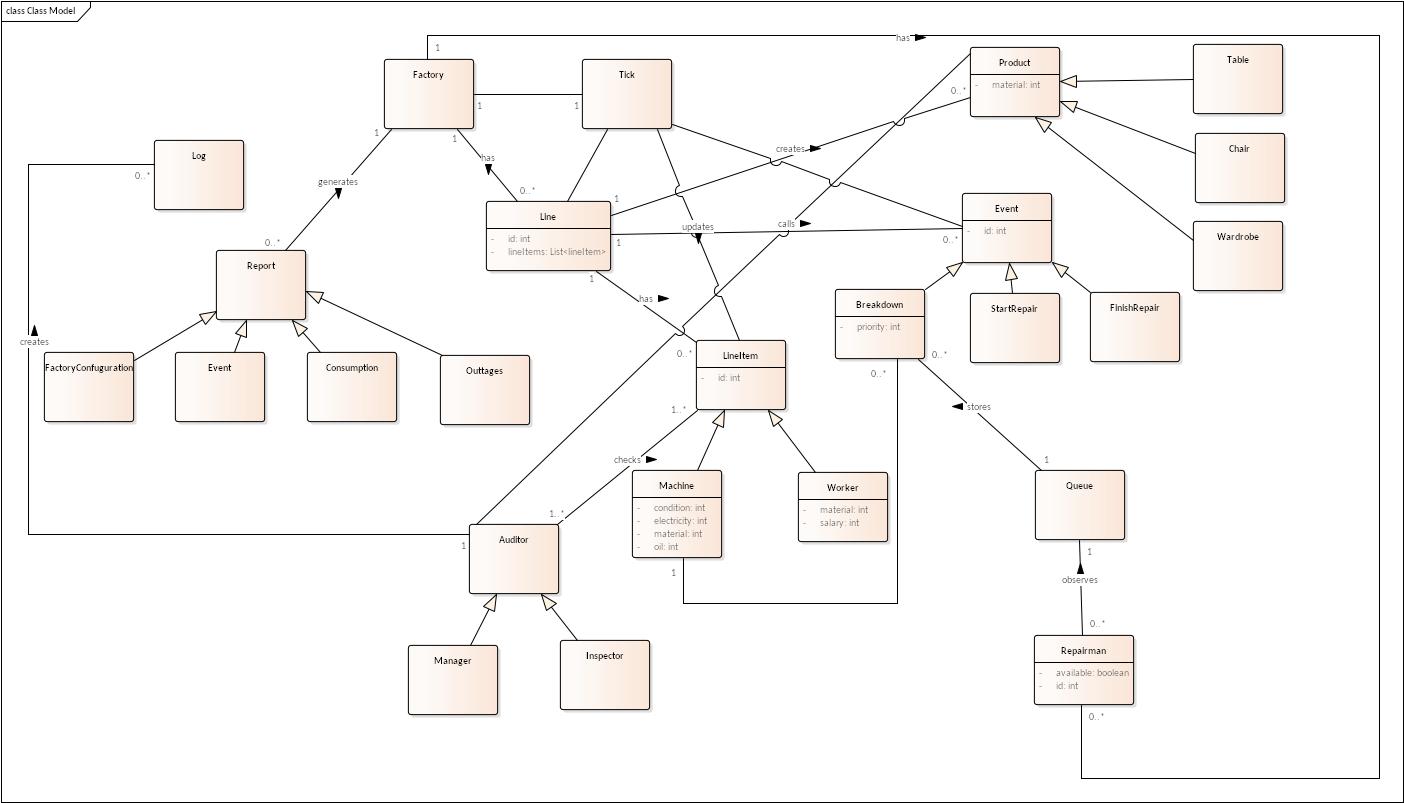 class Class Model
has
1
Factory
Tick
Product
- material: int
0..*
Table
1
1
1
1
Log
0..*
has
creates
Chair
generates
0..*
1
Line
- id: int
- lineItems: List<lineItem>
1
updates
calls
Event
- id: int
0..*
Wardrobe
0..*
Report
1
has
Breakdown
- priority: int
StartRepair
FinishRepair
creates
0..*
LineItem
- id: int
0..*
0..*
FactoryConfuguration
Event
Consumption
Outtages
1..*
stores
checks
1
Machine
- condition: int
- electricity: int
- material: int
- oil: int
Worker
- material: int
- salary: int
Queue
1..*
Auditor
1
1
1
observes
0..*
Manager
Inspector
Repairman
- available: boolean
- id: int
0..*